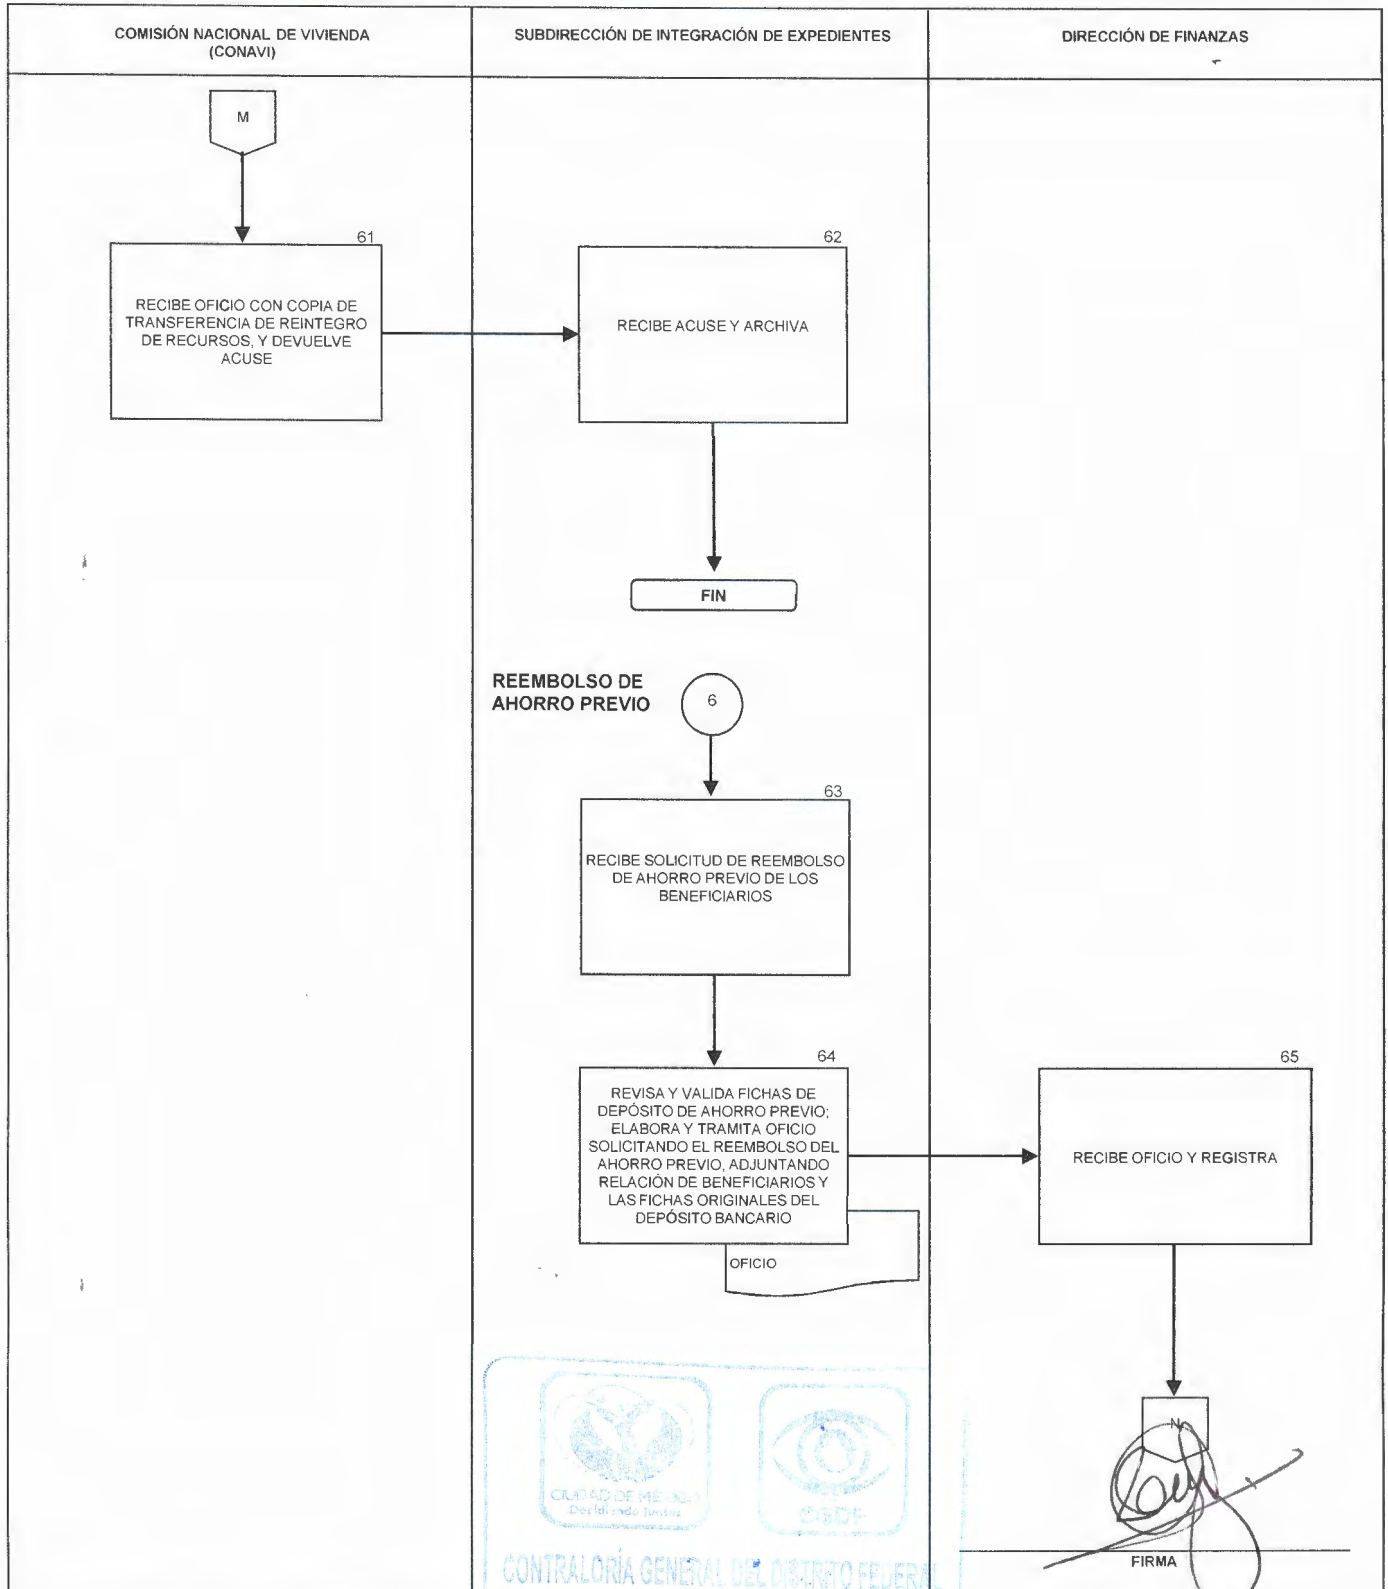 COMISIÓN NACIONAL DE VIVIENDA
(CONAVI)
SUBDIRECCIÓN DE INTEGRACIÓN DE EXPEDIENTES
DIRECCIÓN DE FINANZAS
M
61
RECIBE OFICIO CON COPIA DE
TRANSFERENCIA DE REINTEGRO
DE RECURSOS, Y DEVUELVE
ACUSE
62
RECIBE ACUSE Y ARCHIVA
FIN
REEMBOLSO DE
AHORRO PREVIO
6
63
RECIBE SOLICITUD DE REEMBOLSO
DE AHORRO PREVIO DE LOS
BENEFICIARIOS
64
REVISA Y VALIDA FICHAS DE
DEPÓSITO DE AHORRO PREVIO;
ELABORA Y TRAMITA OFICIO
SOLICITANDO EL REEMBOLSO DEL
AHORRO PREVIO, ADJUNTANDO
RELACIÓN DE BENEFICIARIOS Y
LAS FICHAS ORIGINALES DEL
DEPÓSITO BANCARIO
OFICIO
65
RECIBE OFICIO Y REGISTRA
N
CIUDAD DE MÉXICO
Decidiendo Juntos
CGDF
CONTRALORÍA GENERAL DEL DISTRITO FEDERAL
FIRMA